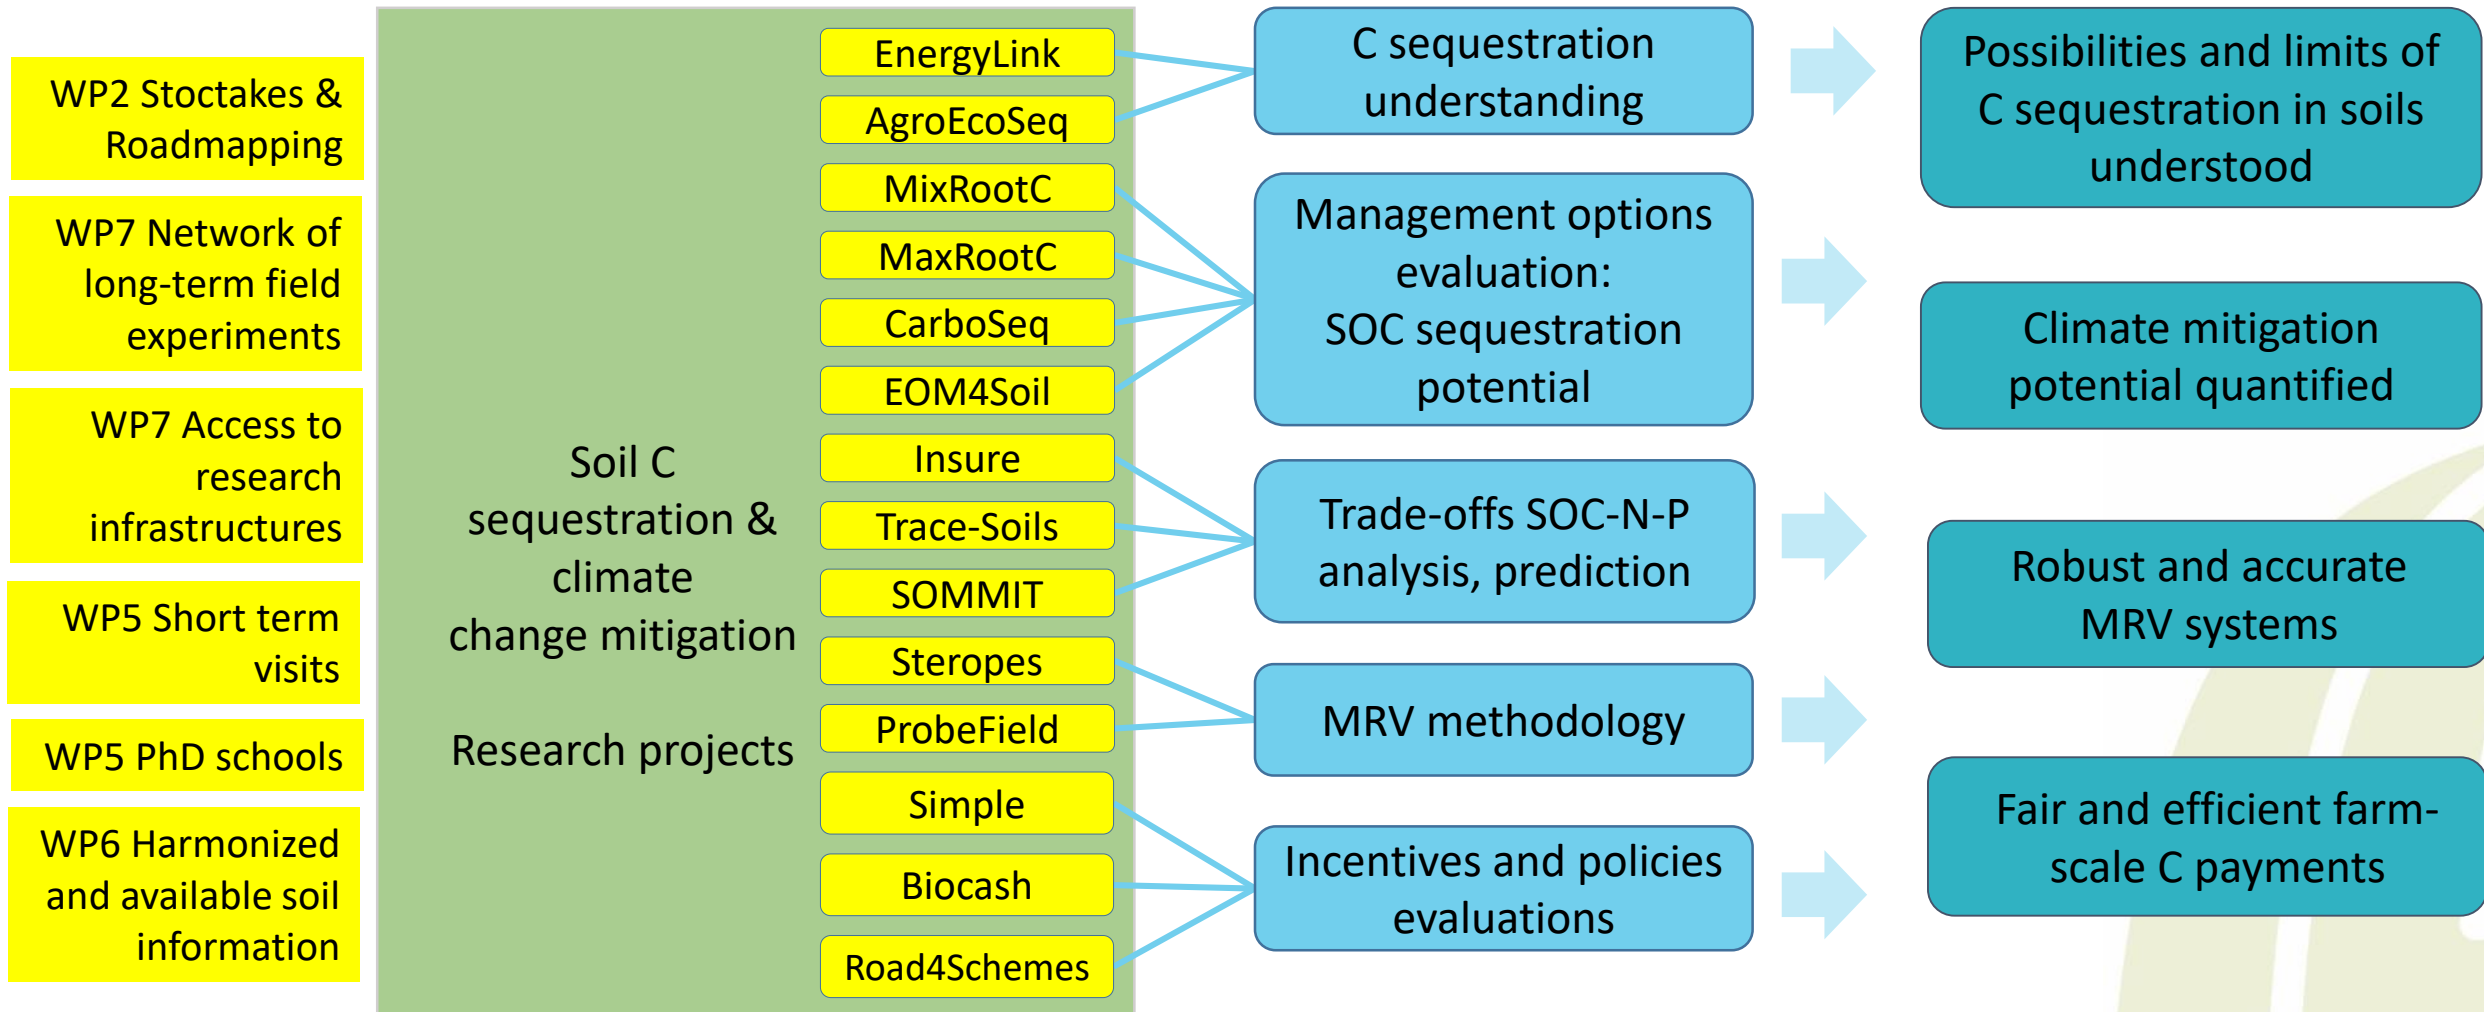 WP2 Stoctakes &
Roadmapping
WP7 Network of
long-term field
experiments
WP7 Access to
research
infrastructures
WP5 Short term
visits
WP5 PhD schools
WP6 Harmonized
and available soil
information
Soil C
sequestration &
climate
change mitigation
Research projects
EnergyLink
AgroEcoSeq
MixRootC
MaxRootC
CarboSeq
EOM4Soil
Insure
Trace-Soils
SOMMIT
Steropes
ProbeField
Simple
Biocash
Road4Schemes
C sequestration
understanding
Management options
evaluation:
SOC sequestration
potential
Trade-offs SOC-N-P
analysis, prediction
MRV methodology
Incentives and policies
evaluations
Possibilities and limits of
C sequestration in soils
understood
Climate mitigation
potential quantified
Robust and accurate
MRV systems
Fair and efficient farm-
scale C payments